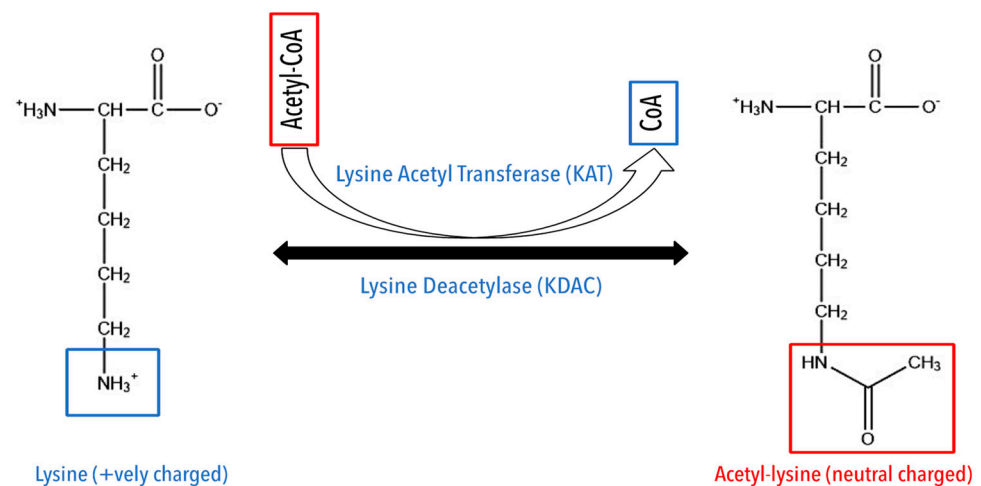 O
⁺H₃N CH C O⁻
CH₂
CH₂
CH₂
CH₂
NH₃⁺
Lysine (+vely charged)
Acetyl-CoA
CoA
Lysine Acetyl Transferase (KAT)
Lysine Deacetylase (KDAC)
O
⁺H₃N CH C O⁻
CH₂
CH₂
CH₂
CH₂
HN CH₃
O
Acetyl-lysine (neutral charged)